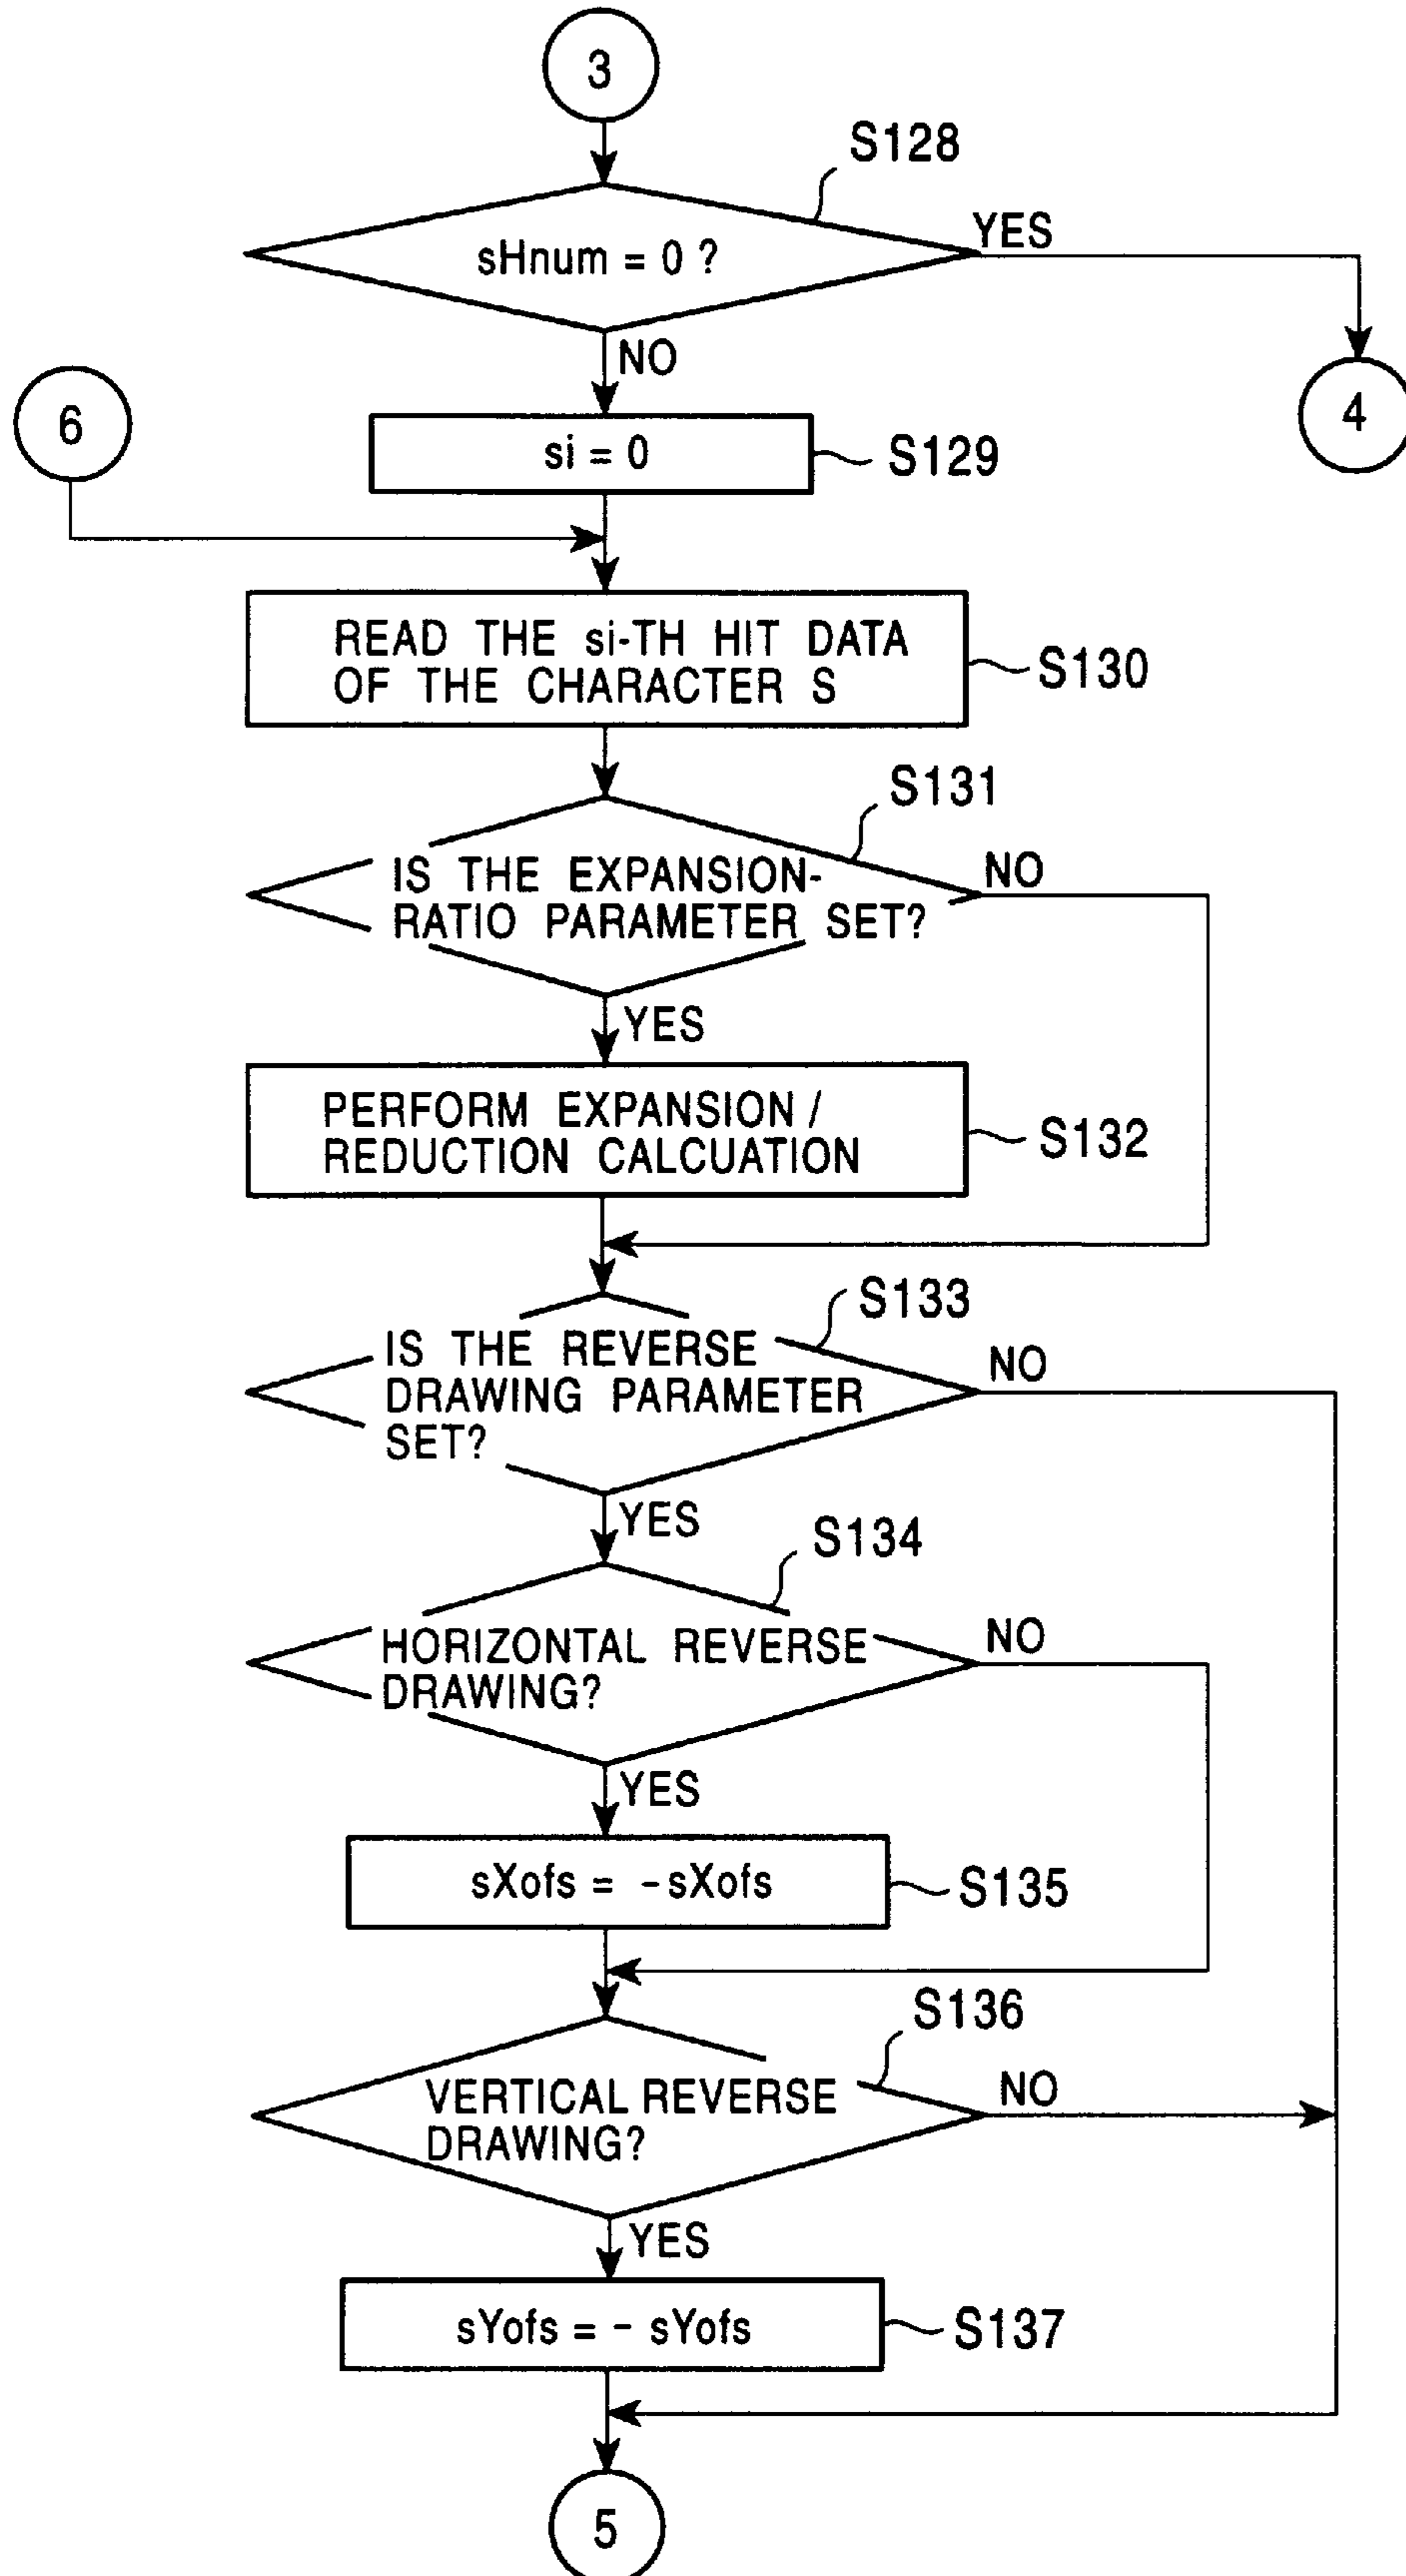 3
S128
sHnum = 0 ?
YES
NO
6
4
si = 0
S129
READ THE si-TH HIT DATA
OF THE CHARACTER S
S130
S131
IS THE EXPANSION-
RATIO PARAMETER SET?
NO
YES
PERFORM EXPANSION /
REDUCTION CALCUATION
S132
S133
IS THE REVERSE
DRAWING PARAMETER
SET?
NO
YES
S134
HORIZONTAL REVERSE
DRAWING?
NO
YES
sXofs = -sXofs
S135
S136
VERTICAL REVERSE
DRAWING?
NO
YES
sYofs = - sYofs
S137
5